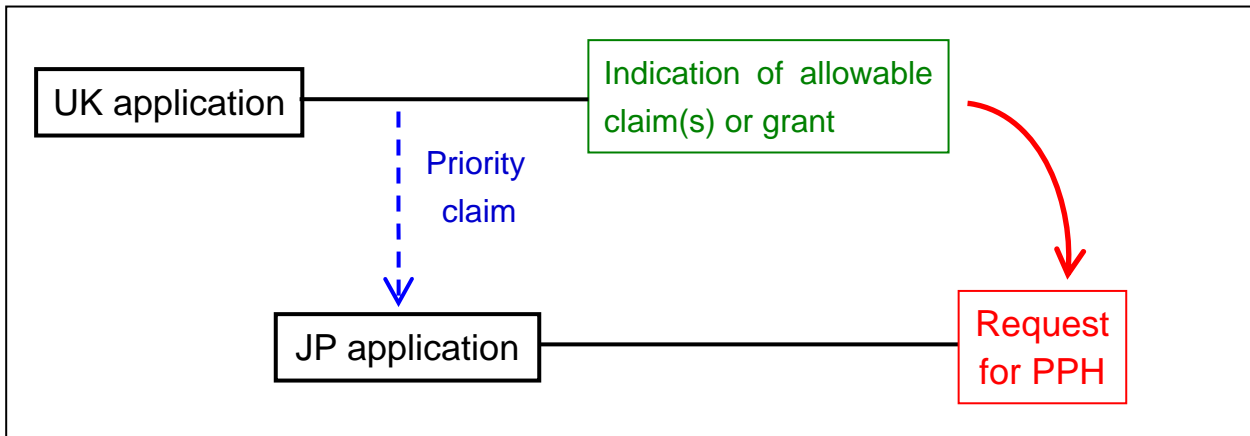 UK application
Indication of allowable
claim(s) or grant
Priority
claim
JP application
Request
for PPH